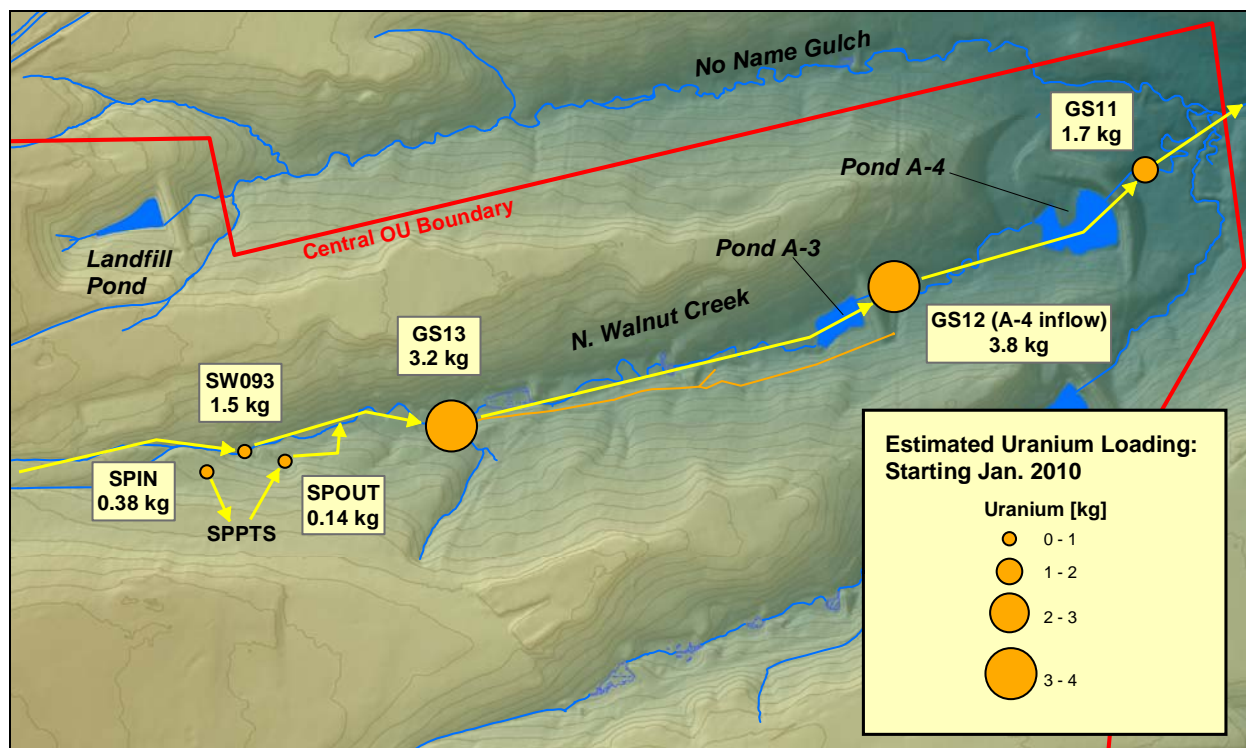 No Name Gulch
GS11
1.7 kg
Pond A-4
Central OU Boundary
Landfill
Pond
Pond A-3
N. Walnut Creek
GS12 (A-4 inflow)
3.8 kg
GS13
3.2 kg
SW093
1.5 kg
SPIN
0.38 kg
SPOUT
0.14 kg
SPPTS
Estimated Uranium Loading:
Starting Jan. 2010
Uranium [kg]
0 - 1
1 - 2
2 - 3
3 - 4